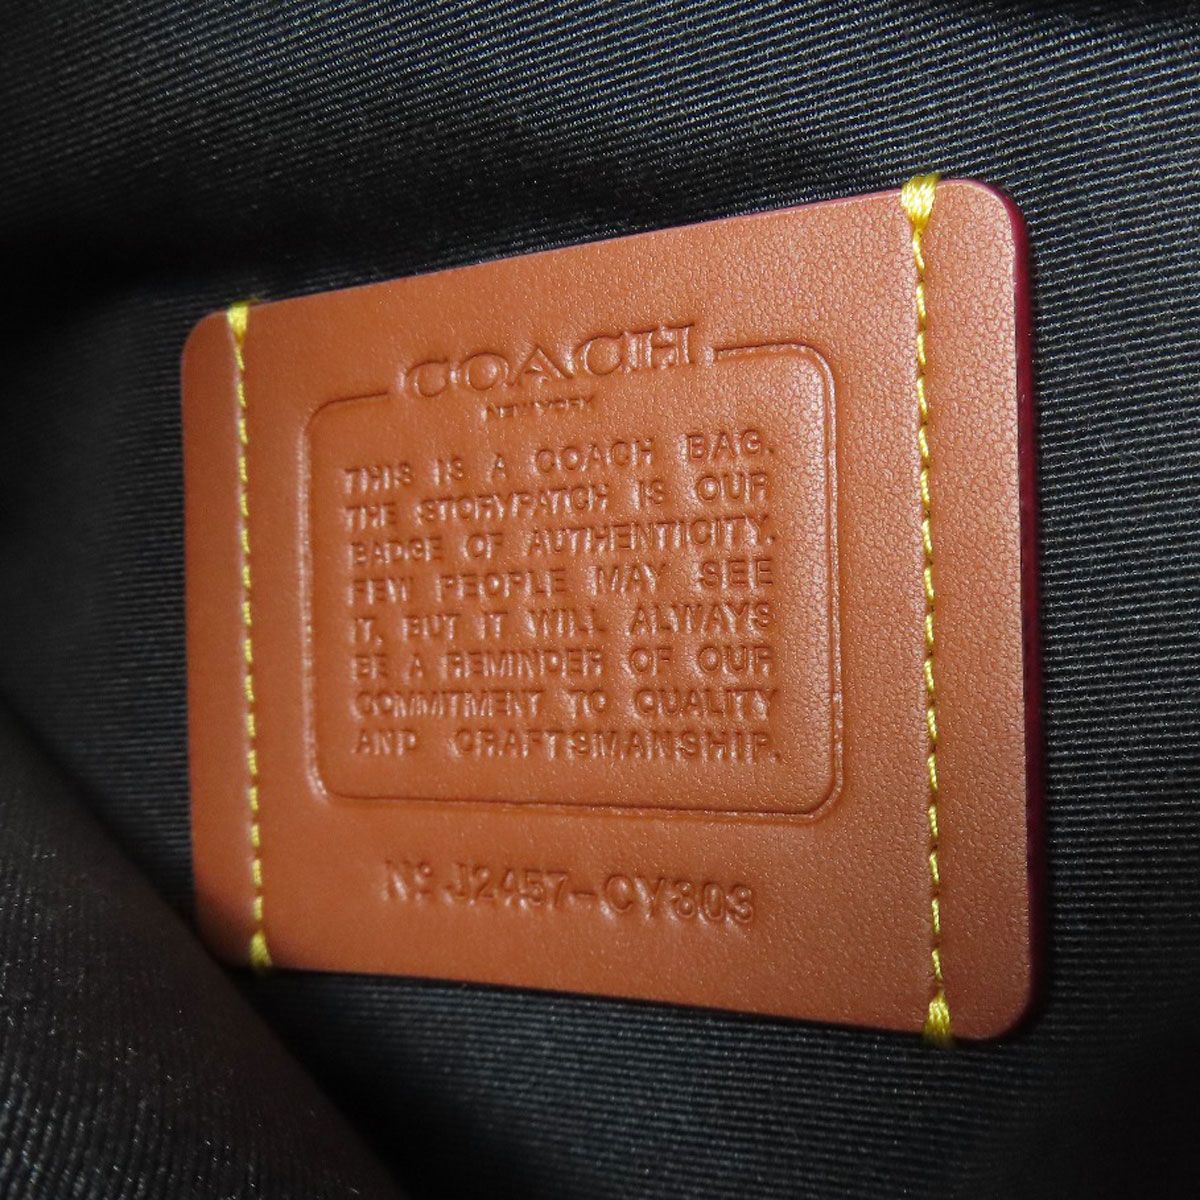 COACH
NEW YORK
THIS IS A COACH BAG.
THE STORYPATCH IS OUR
BADGE OF AUTHENTICITY.
FEW PEOPLE MAY SEE
IT, BUT IT WILL ALWAYS
BE A REMINDER OF OUR
COMMITMENT TO QUALITY
AND CRAFTSMANSHIP.
Nº J2457-CY309